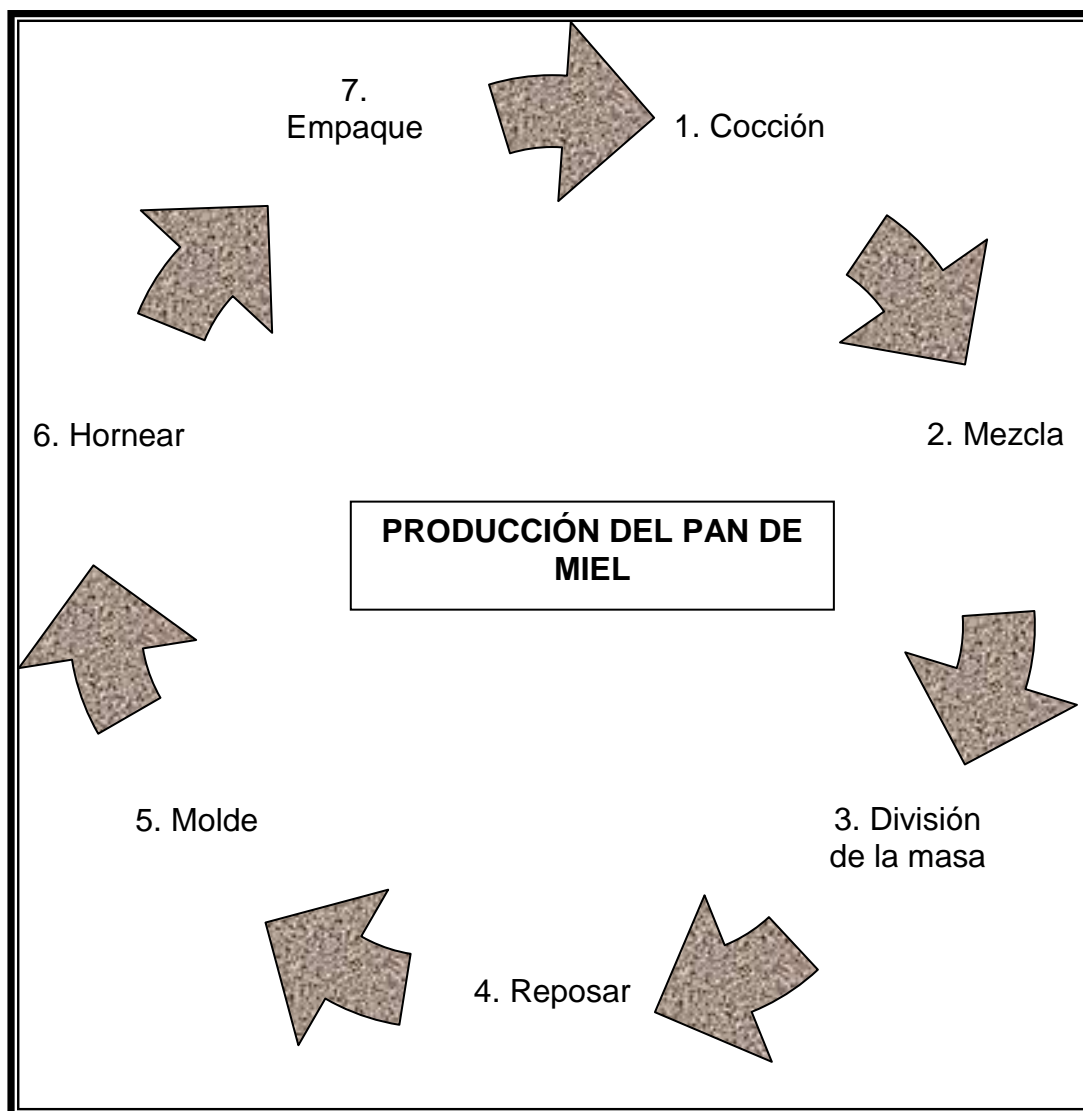 7.
Empaque
1. Cocción
2. Mezcla
6. Hornear
PRODUCCIÓN DEL PAN DE
MIEL
5. Molde
3. División
de la masa
4. Reposar